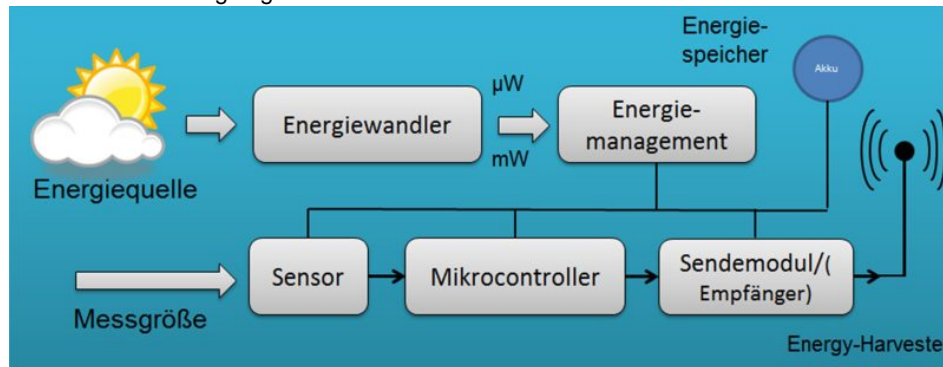 Energie-
speicher
Akku
µW
Energiewandler
mW
Energie-
management
Energiequelle
Sensor
Mikrocontroller
Sendemodul/(
Empfänger)
Messgröße
Energy-Harveste